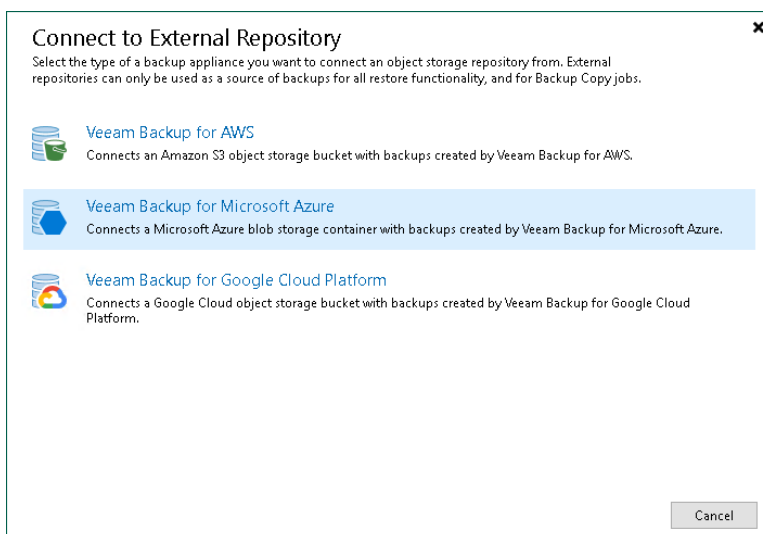 Connect to External Repository
Select the type of a backup appliance you want to connect an object storage repository from. External
repositories can only be used as a source of backups for all restore functionality, and for Backup Copy jobs.
Veeam Backup for AWS
Connects an Amazon S3 object storage bucket with backups created by Veeam Backup for AWS.
Veeam Backup for Microsoft Azure
Connects a Microsoft Azure blob storage container with backups created by Veeam Backup for Microsoft Azure.
Veeam Backup for Google Cloud Platform
Connects a Google Cloud object storage bucket with backups created by Veeam Backup for Google Cloud
Platform.
Cancel